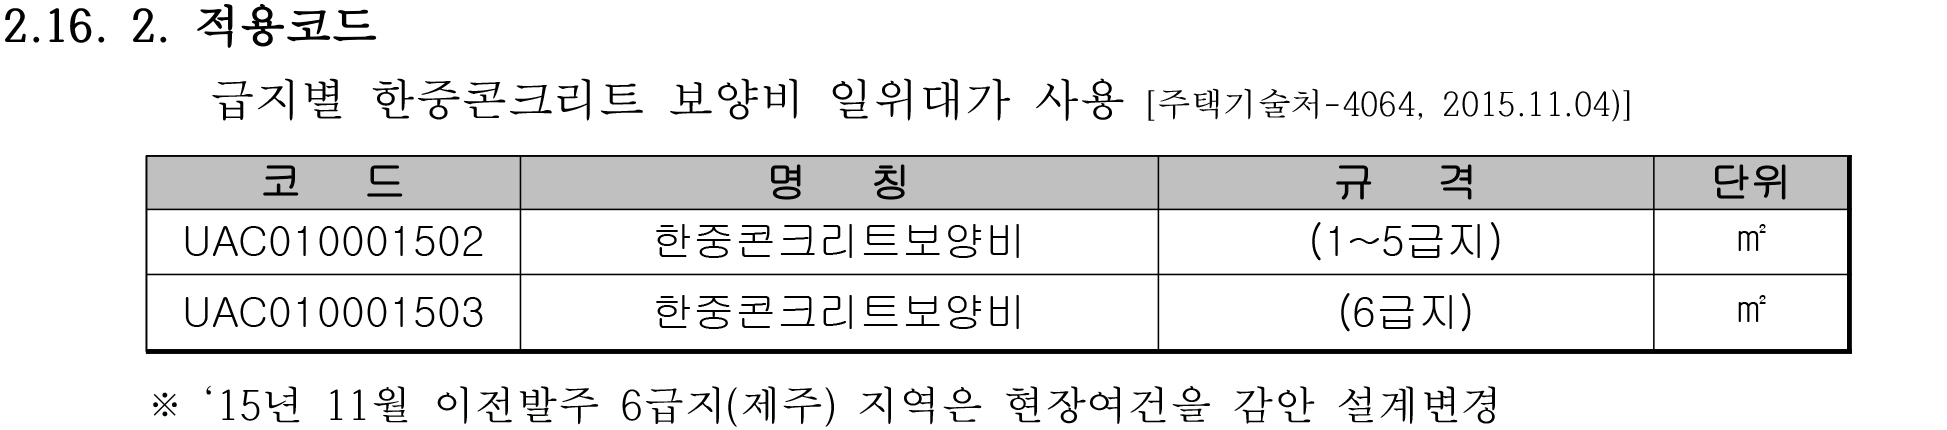 2.16. 2. 적용코드
급지별 한중콘크리트 보양비 일위대가 사용 [주택기술처-4064, 2015.11.04)]
코 드 명 칭 규 격 단위
UAC010001502 한중콘크리트보양비 (1~5급지) ㎡
UAC010001503 한중콘크리트보양비 (6급지) ㎡
※ ‘15년 11월 이전발주 6급지(제주) 지역은 현장여건을 감안 설계변경